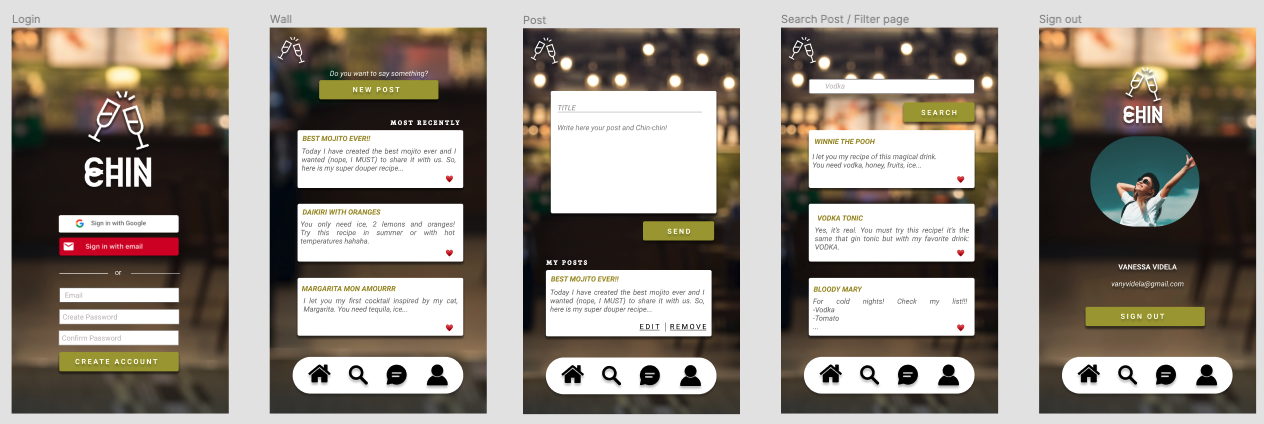 Login
CHIN
Sign in with Google
Sign in with email
or
Email
Create Password
Confirm Password
CREATE ACCOUNT
Wall
Do you want to say something?
NEW POST
MOST RECENTLY
BEST MOJITO EVER!!
Today I have created the best mojito ever and I
wanted (nope, I MUST) to share it with us. So,
here is my super douper recipe...
DAIKIRI WITH ORANGES
You only need ice, 2 lemons and oranges!
Try this recipe in summer or with hot
temperatures hahaha.
MARGARITA MON AMOURRR
I let you my first cocktail inspired by my cat,
Margarita. You need tequila, ice...
Post
TITLE
Write here your post and Chin-chin!
SEND
MY POSTS
BEST MOJITO EVER!!
Today I have created the best mojito ever and I
wanted (nope, I MUST) to share it with us. So,
here is my super douper recipe...
EDIT | REMOVE
Search Post / Filter page
Vodka
SEARCH
WINNIE THE POOH
I let you my recipe of this magical drink.
You need vodka, honey, fruits, ice...
VODKA TONIC
Yes, it's real. You must try this recipe! it's the
same that gin tonic but with my favorite drink:
VODKA.
BLOODY MARY
For cold nights! Check my list!!!
-Vodka
-Tomato
...
Sign out
CHIN
VANESSA VIDELA
vanyvidela@gmail.com
SIGN OUT